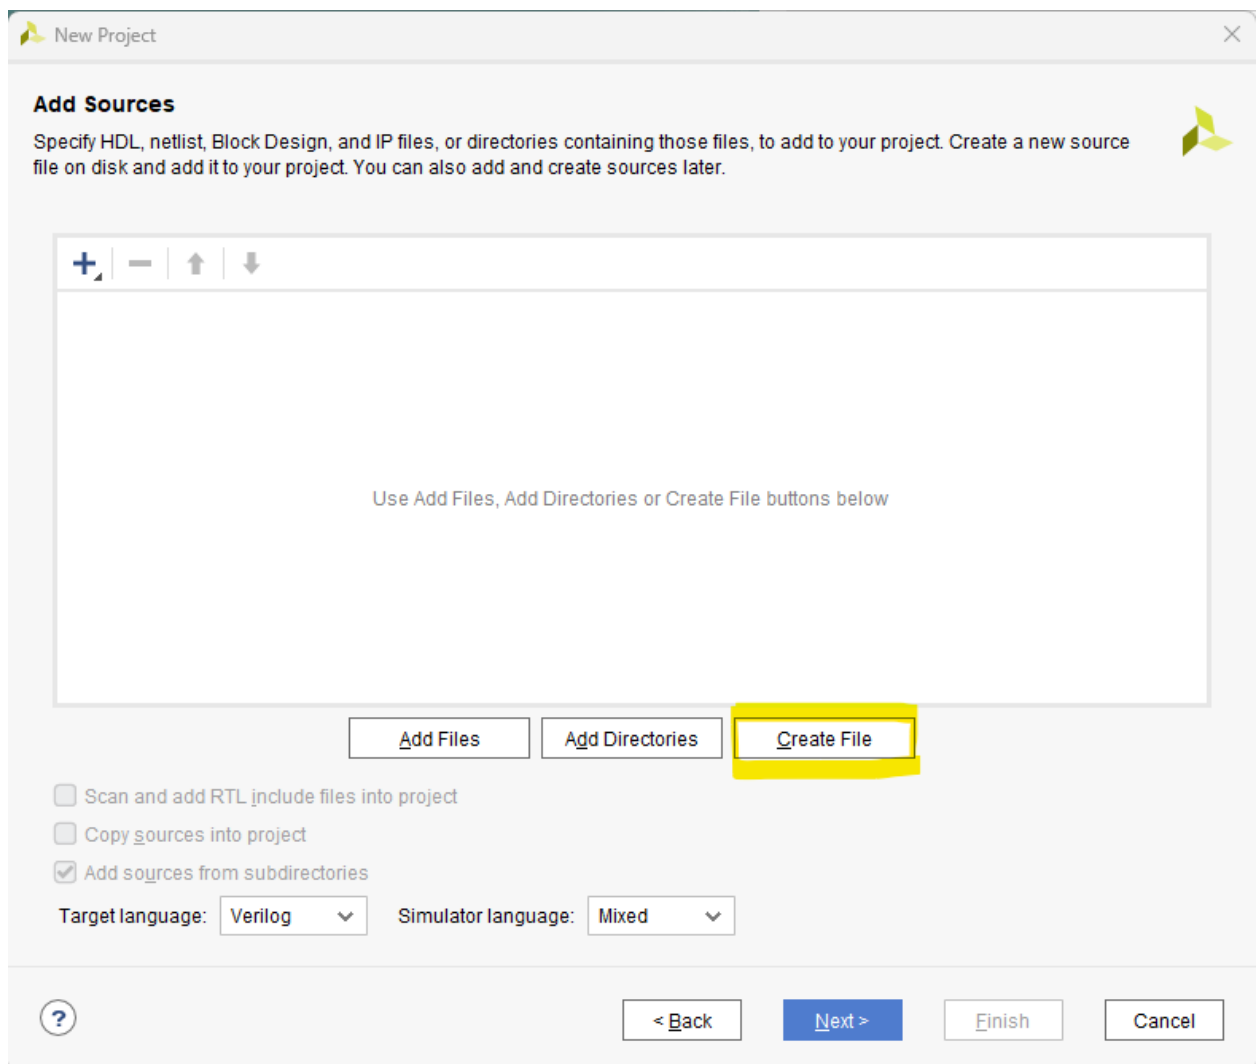 New Project
Add Sources
Specify HDL, netlist, Block Design, and IP files, or directories containing those files, to add to your project. Create a new source
file on disk and add it to your project. You can also add and create sources later.
Use Add Files, Add Directories or Create File buttons below
Add Files Add Directories Create File
Scan and add RTL include files into project
Copy sources into project
Add sources from subdirectories
Target language: Verilog Simulator language: Mixed
? < Back Next > Finish Cancel